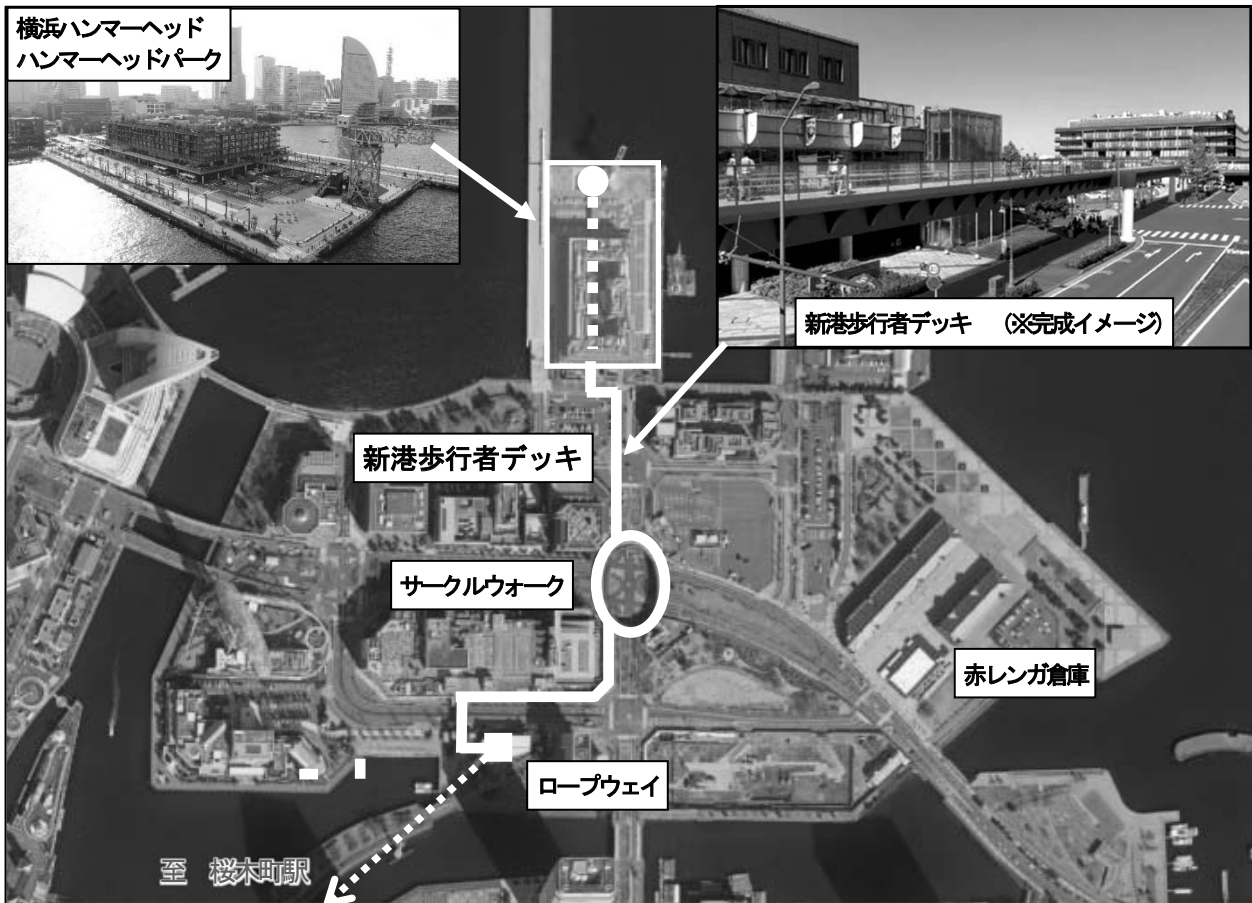 横浜ハンマーヘッド
ハンマーヘッドパーク
新港歩行者デッキ （※完成イメージ）
新港歩行者デッキ
サークルウォーク
赤レンガ倉庫
ロープウェイ
至 桜木町駅